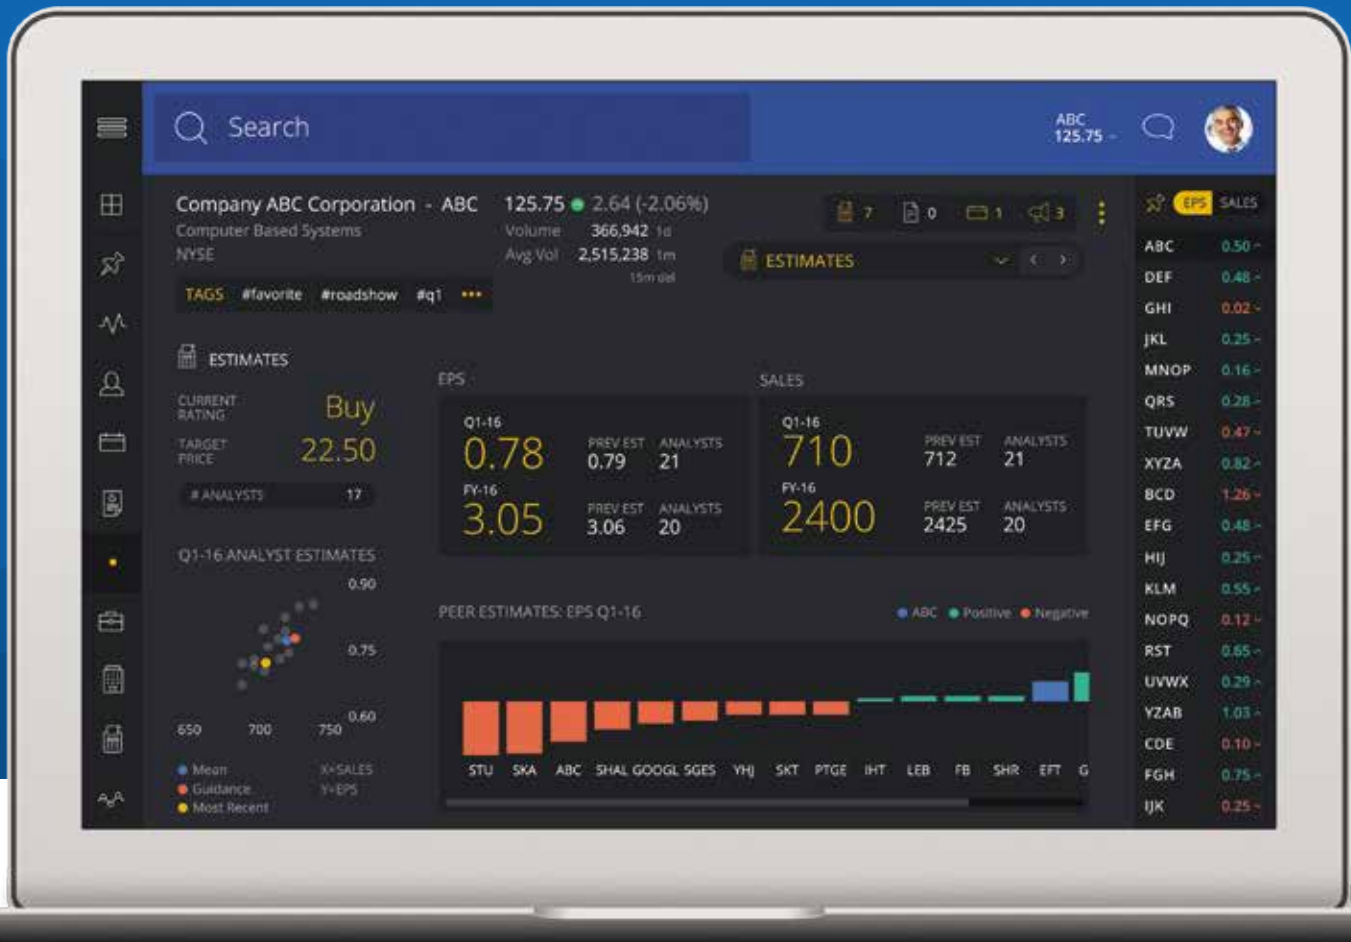 Search
ABC
125.75
Company ABC Corporation - ABC
Computer Based Systems
NYSE
125.75 2.64 (-2.06%)
Volume 366,942 1d
Avg Vol 2,515,238 1m
15m del
7 0 1 3
ESTIMATES
TAGS #favorite #roadshow #q1
ESTIMATES
CURRENT
RATING
Buy
TARGET
PRICE
22.50
# ANALYSTS 17
EPS
Q1-16
0.78
PREV EST ANALYSTS
0.79 21
FY-16
3.05
PREV EST ANALYSTS
3.06 20
SALES
Q1-16
710
PREV EST ANALYSTS
712 21
FY-16
2400
PREV EST ANALYSTS
2425 20
Q1-16 ANALYST ESTIMATES
0.90
0.75
0.60
650 700 750
Mean
Guidance
Most Recent
X=SALES
Y=EPS
PEER ESTIMATES: EPS Q1-16
ABC Positive Negative
STU SKA ABC SHAL GOOGL SGES YHJ SKT PTGE IHT LEB FB SHR EFT G
EPS SALES
ABC 0.50
DEF 0.48
GHI 0.02
JKL 0.25
MNOP 0.16
QRS 0.28
TUVW 0.47
XYZA 0.82
BCD 1.26
EFG 0.48
HIJ 0.25
KLM 0.55
NOPQ 0.12
RST 0.65
UVWX 0.29
YZAB 1.03
CDE 0.10
FGH 0.75
IJK 0.25